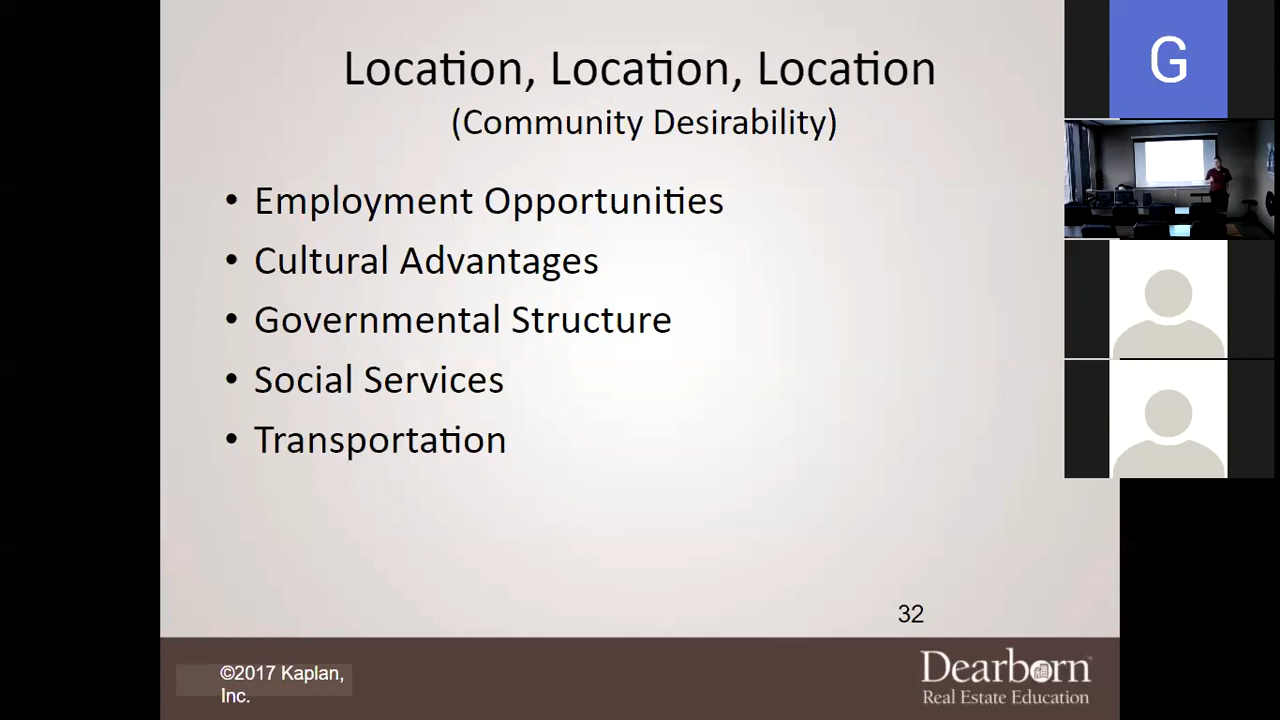 Location, Location, Location
(Community Desirability)
• Employment Opportunities
• Cultural Advantages
• Governmental Structure
• Social Services
• Transportation
32
©2017 Kaplan,
Inc.
Dearborn™
Real Estate Education
G